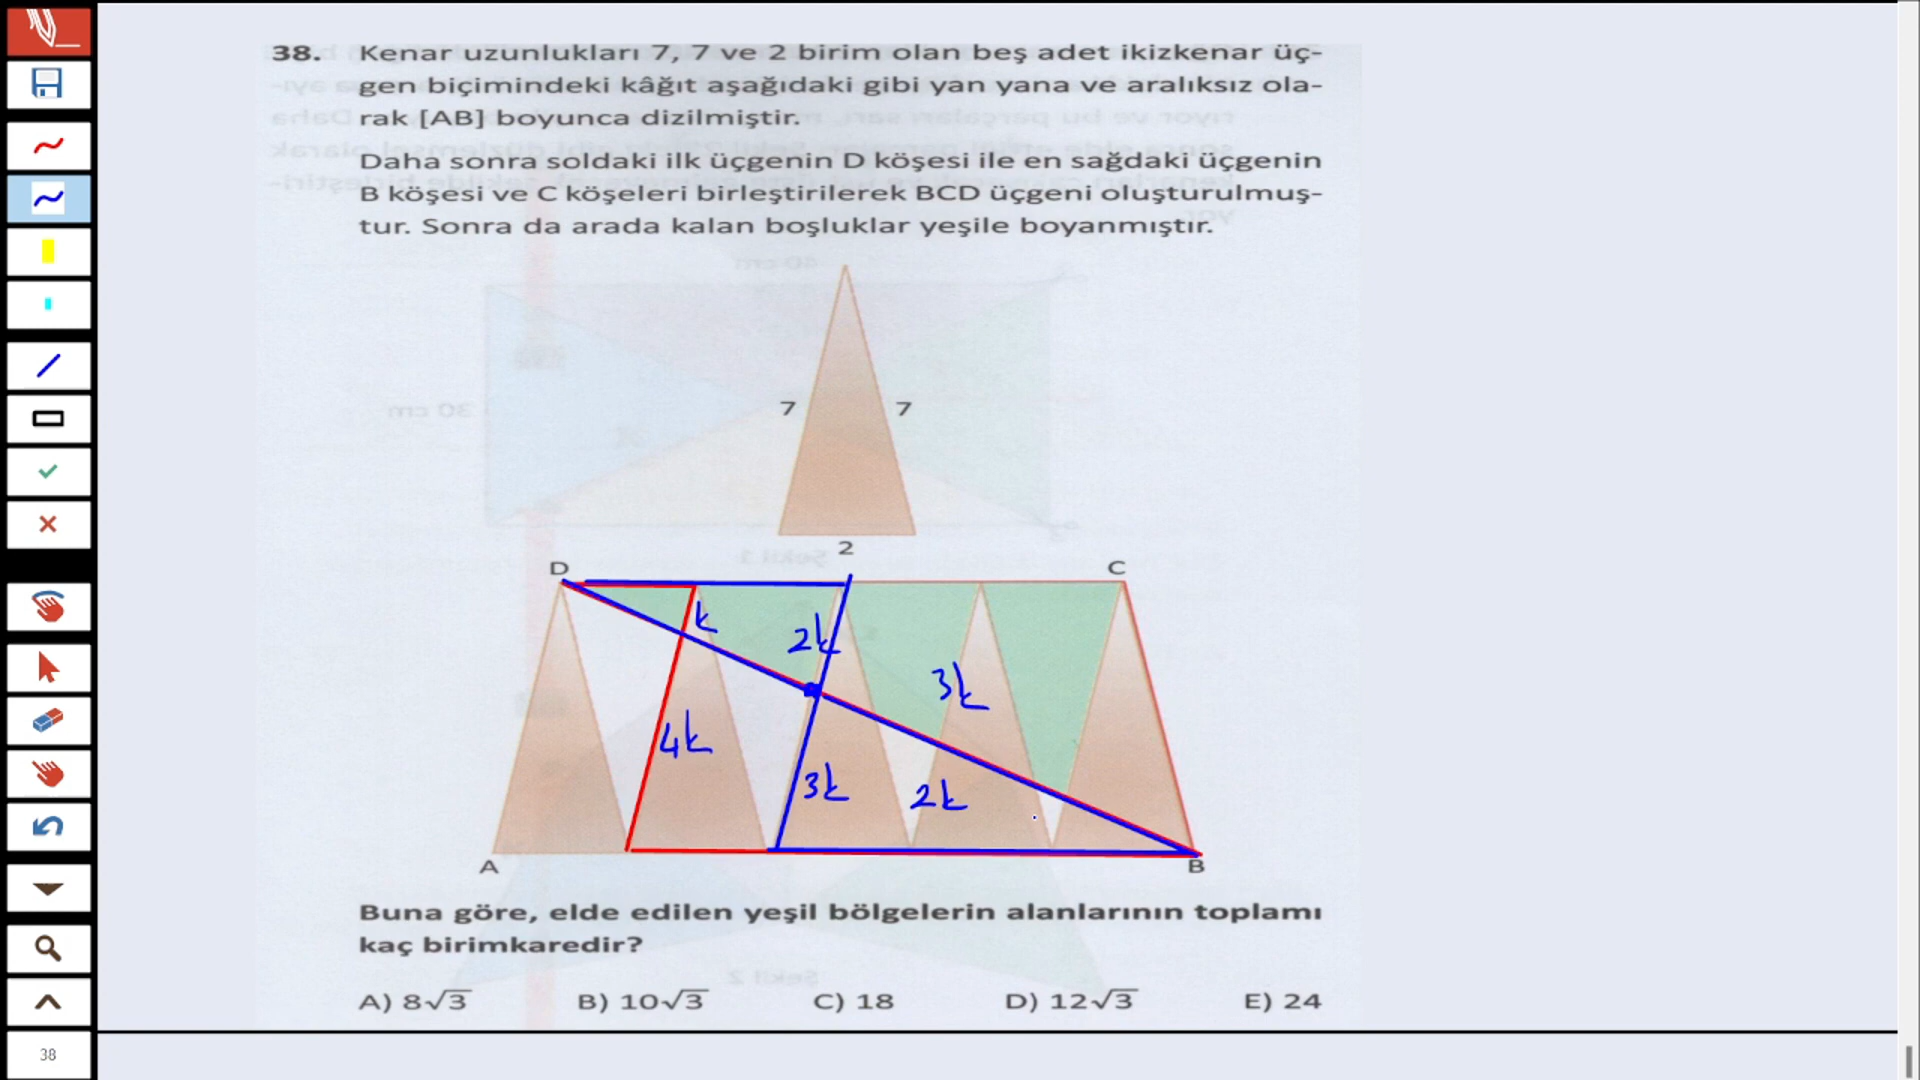 38. Kenar uzunlukları 7, 7 ve 2 birim olan beş adet ikizkenar üç-
gen biçimindeki kâğıt aşağıdaki gibi yan yana ve aralıksız ola-
rak [AB] boyunca dizilmiştir.
Daha sonra soldaki ilk üçgenin D köşesi ile en sağdaki üçgenin
B köşesi ve C köşeleri birleştirilerek BCD üçgeni oluşturulmuş-
tur. Sonra da arada kalan boşluklar yeşile boyanmıştır.
7 7
2
D C
k
2k
3k
4k
3k 2k
A B
Buna göre, elde edilen yeşil bölgelerin alanlarının toplamı
kaç birimkaredir?
A) 8√3 B) 10√3 C) 18 D) 12√3 E) 24
38